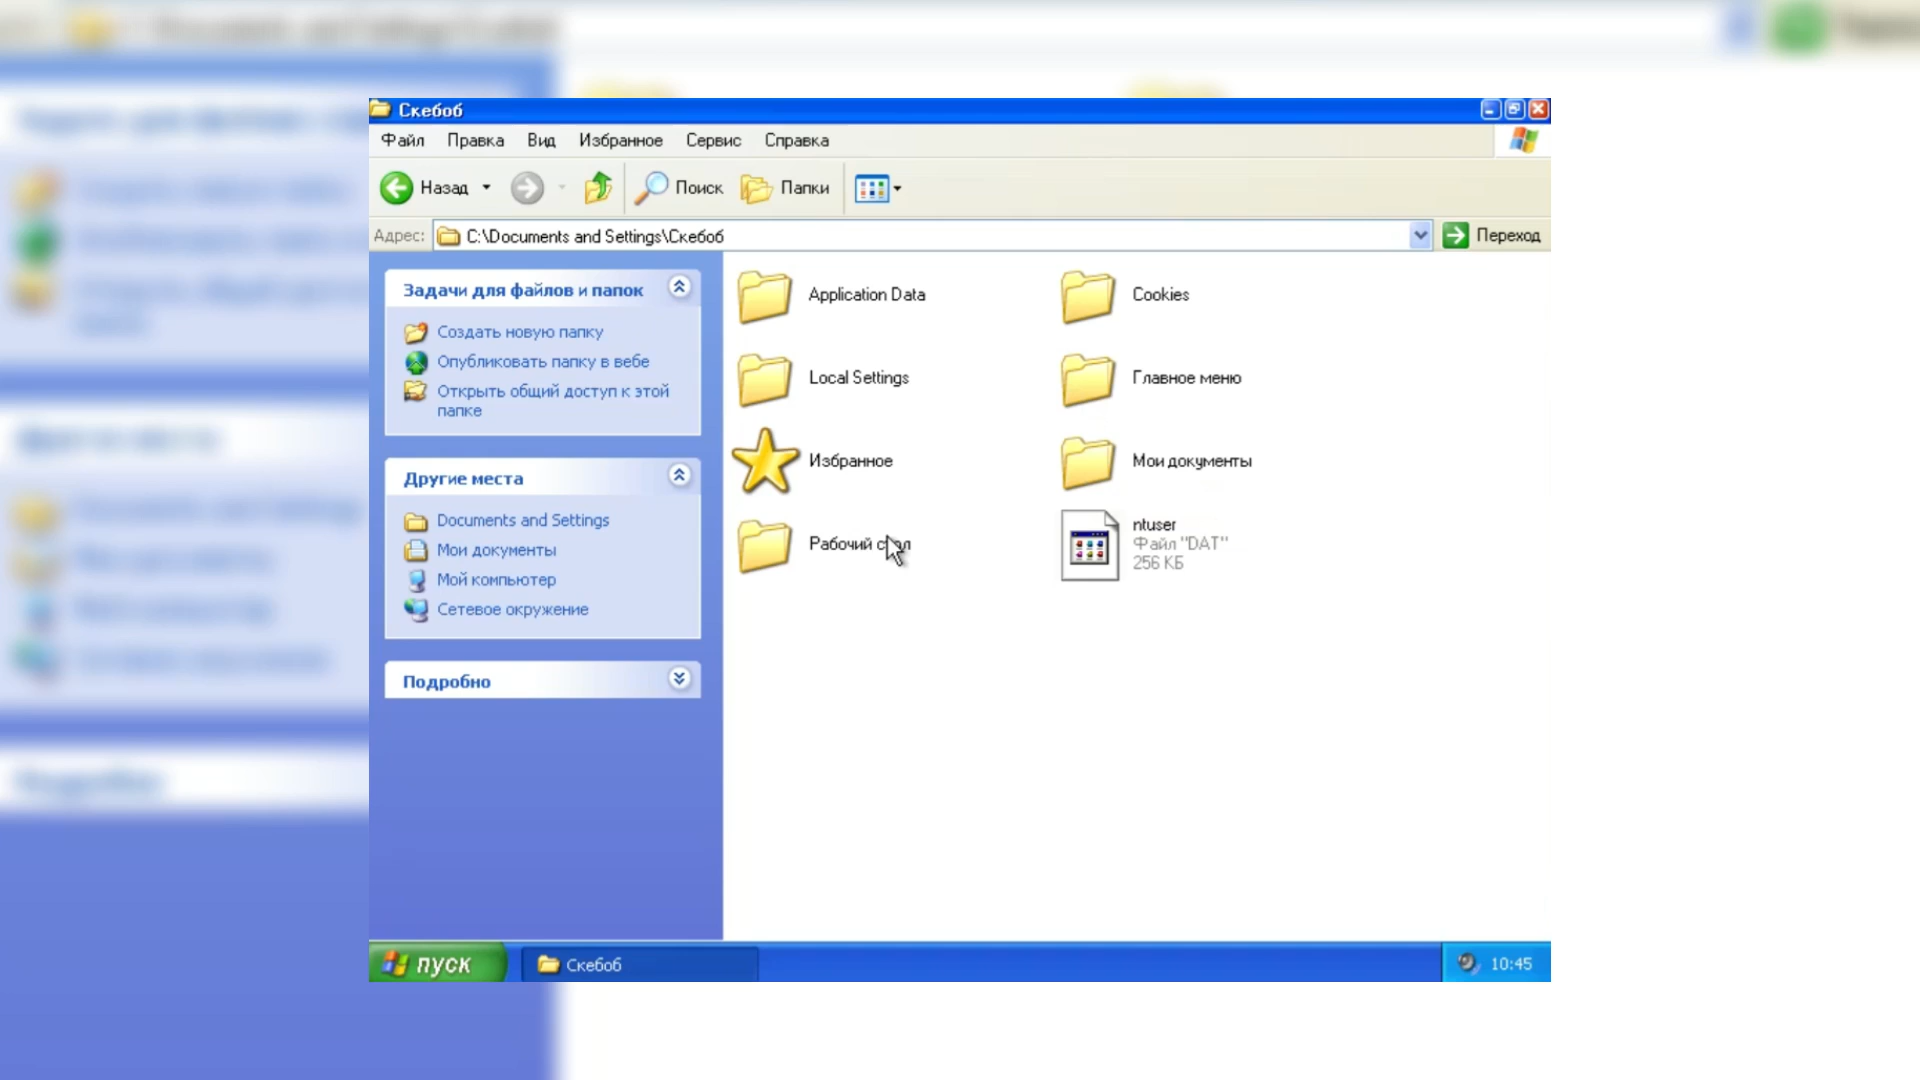 Скебоб
Файл Правка Вид Избранное Сервис Справка
Назад Поиск Папки
Адрес: C:\Documents and Settings\Скебоб Переход
Задачи для файлов и папок
Создать новую папку
Опубликовать папку в вебе
Открыть общий доступ к этой
папке
Другие места
Documents and Settings
Мои документы
Мой компьютер
Сетевое окружение
Подробно
Application Data
Cookies
Local Settings
Главное меню
Избранное
Мои документы
Рабочий стол
ntuser
Файл "DAT"
256 КБ
пуск
Скебоб
10:45